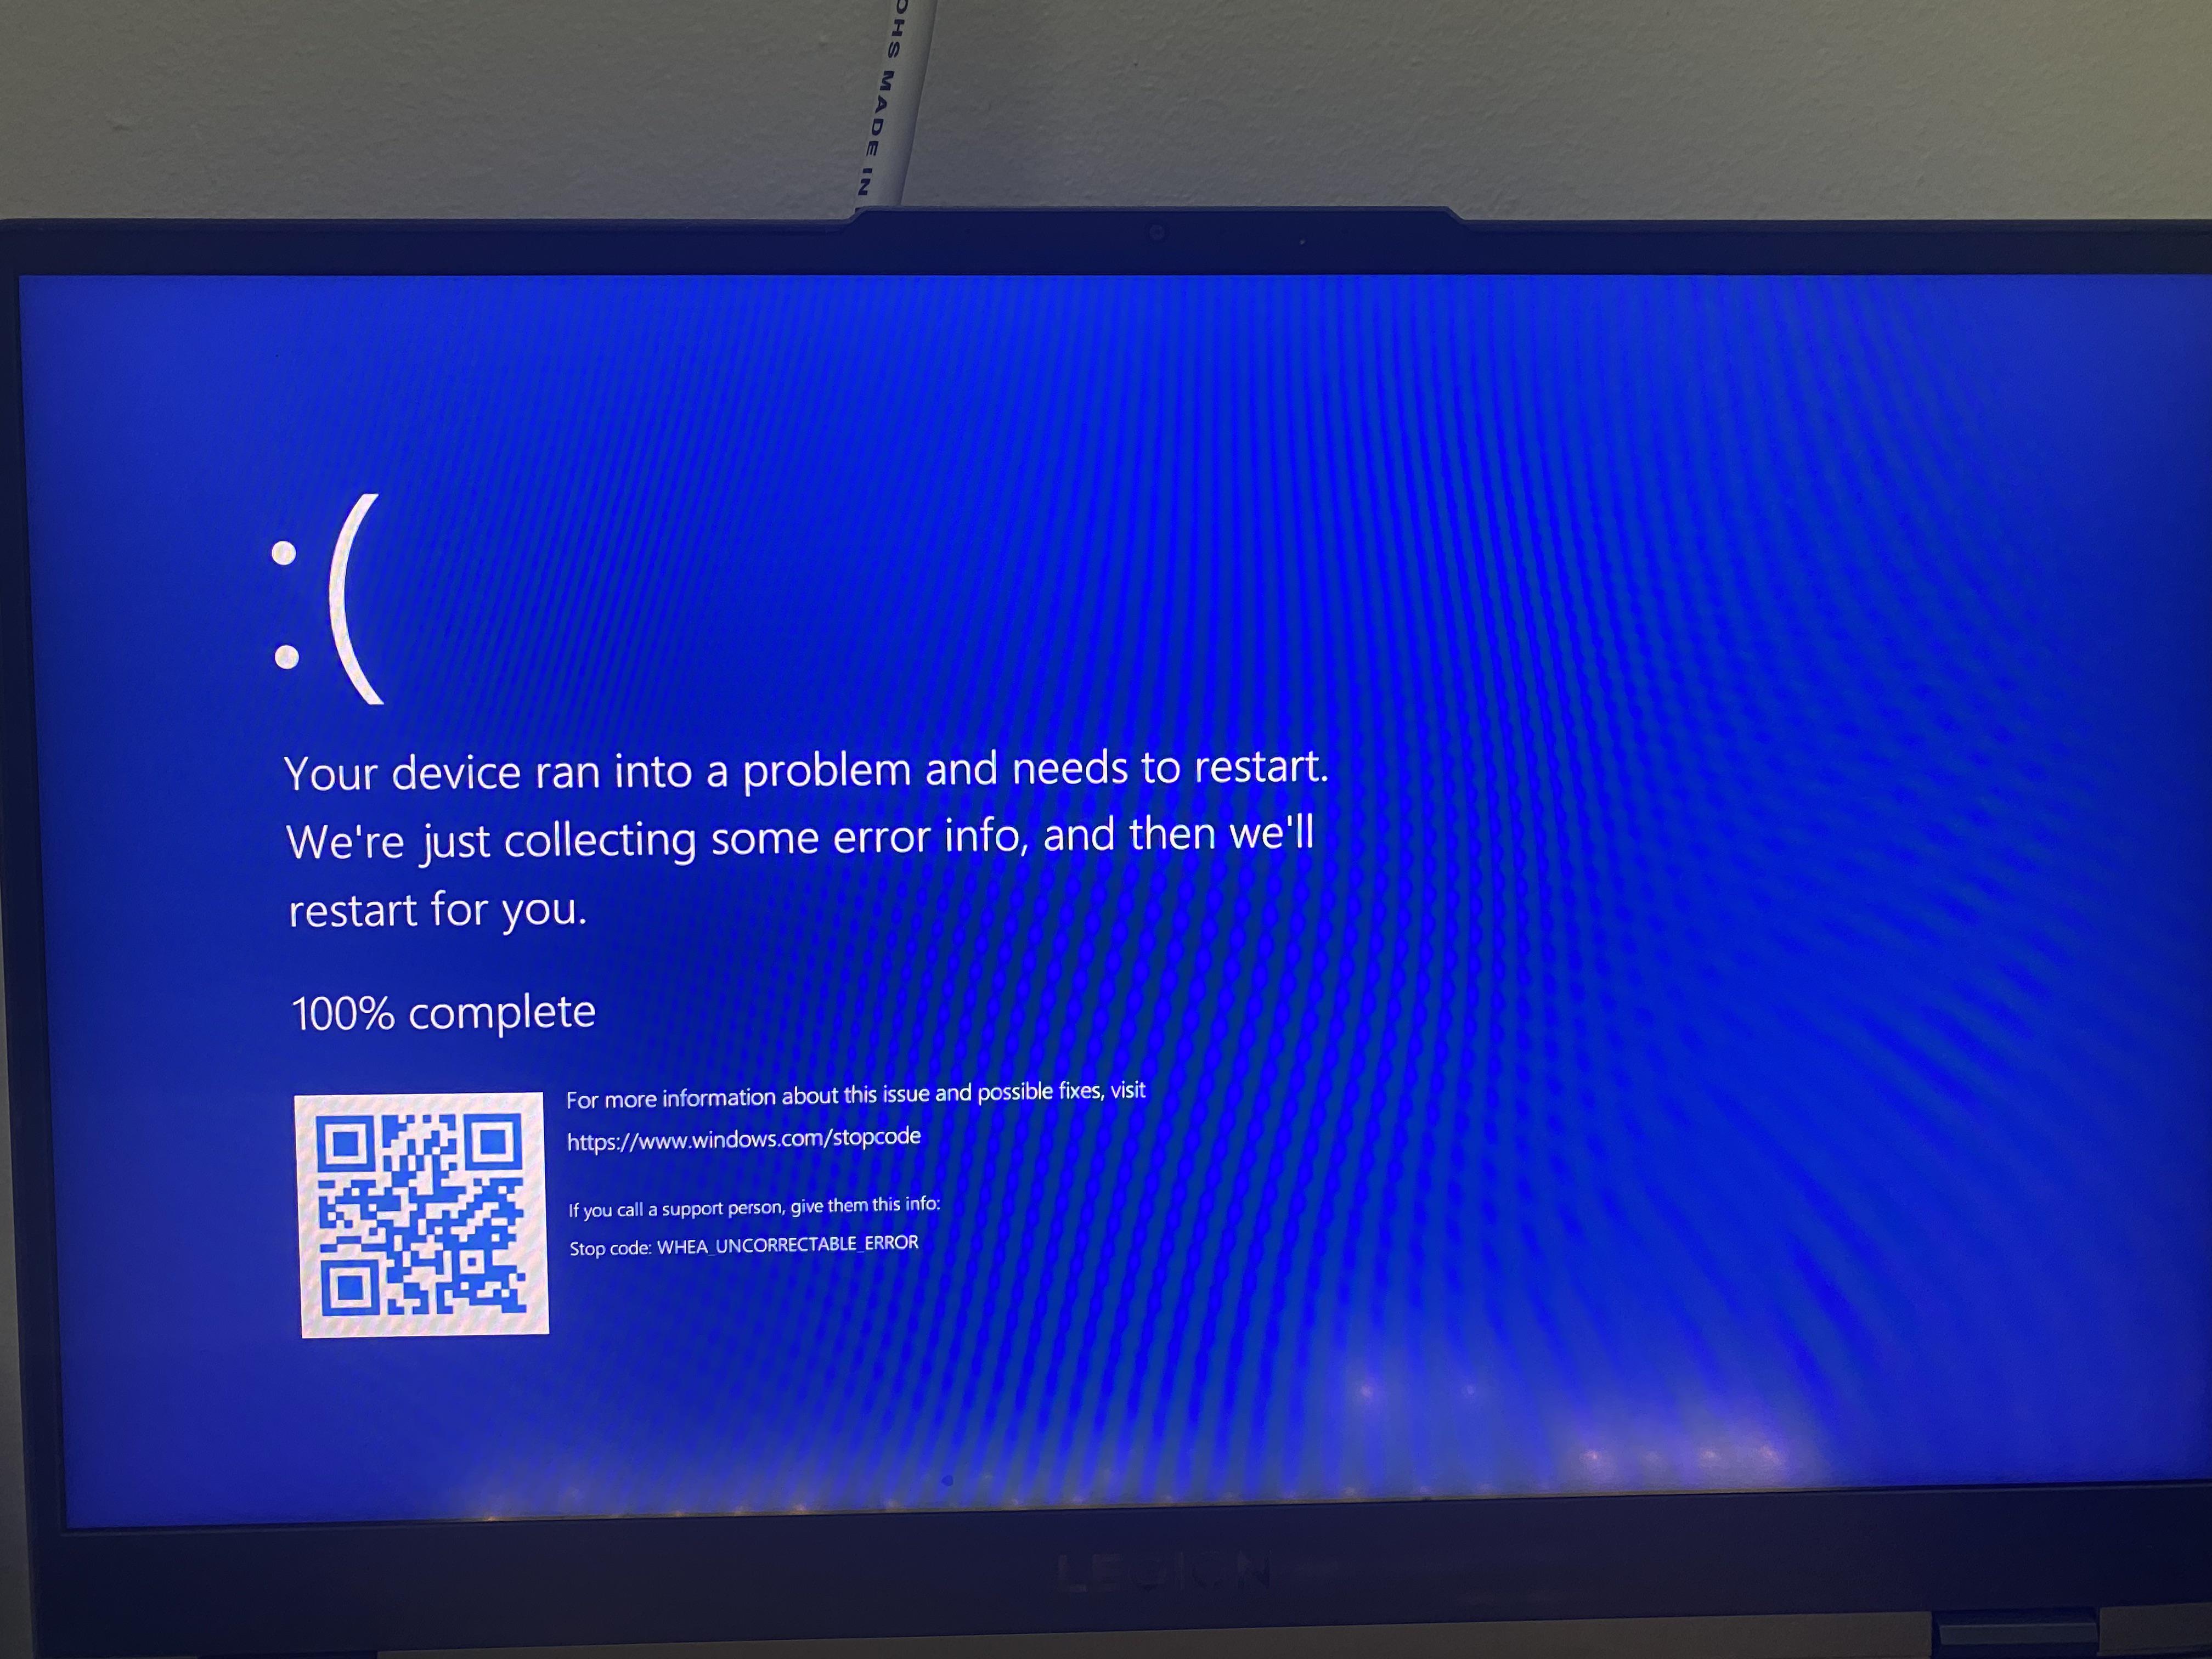 OHS MADE IN
:(
Your device ran into a problem and needs to restart.
We're just collecting some error info, and then we'll
restart for you.
100% complete
For more information about this issue and possible fixes, visit
https://www.windows.com/stopcode
If you call a support person, give them this info:
Stop code: WHEA_UNCORRECTABLE_ERROR
LEGION